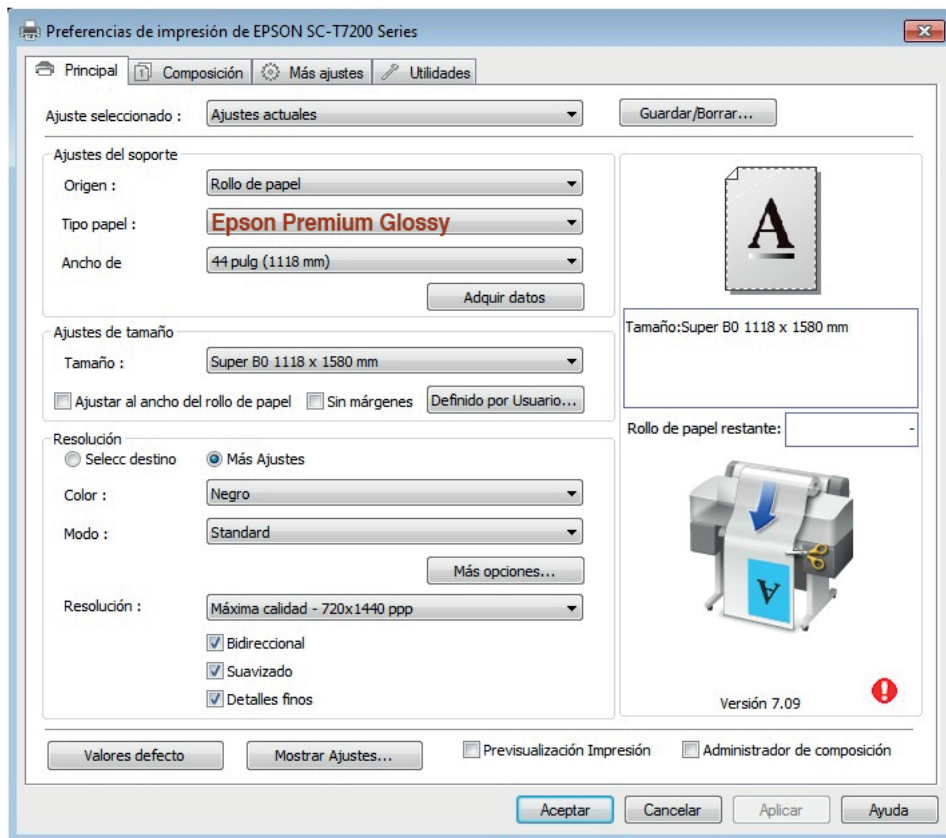 Preferencias de impresión de EPSON SC-T7200 Series
Principal
1
Composición
Más ajustes
Utilidades
Ajuste seleccionado :
Ajustes actuales
Guardar/Borrar...
Ajustes del soporte
Origen :
Rollo de papel
Tipo papel :
Epson Premium Glossy
Ancho de
44 pulg (1118 mm)
Adquir datos
Ajustes de tamaño
Tamaño :
Super B0 1118 x 1580 mm
Ajustar al ancho del rollo de papel
Sin márgenes
Definido por Usuario...
Resolución
Selecc destino
Más Ajustes
Color :
Negro
Modo :
Standard
Más opciones...
Resolución :
Máxima calidad - 720x1440 ppp
Bidireccional
Suavizado
Detalles finos
A
Tamaño:Super B0 1118 x 1580 mm
Rollo de papel restante:
-
A
Versión 7.09
Valores defecto
Mostrar Ajustes...
Previsualización Impresión
Administrador de composición
Aceptar
Cancelar
Aplicar
Ayuda